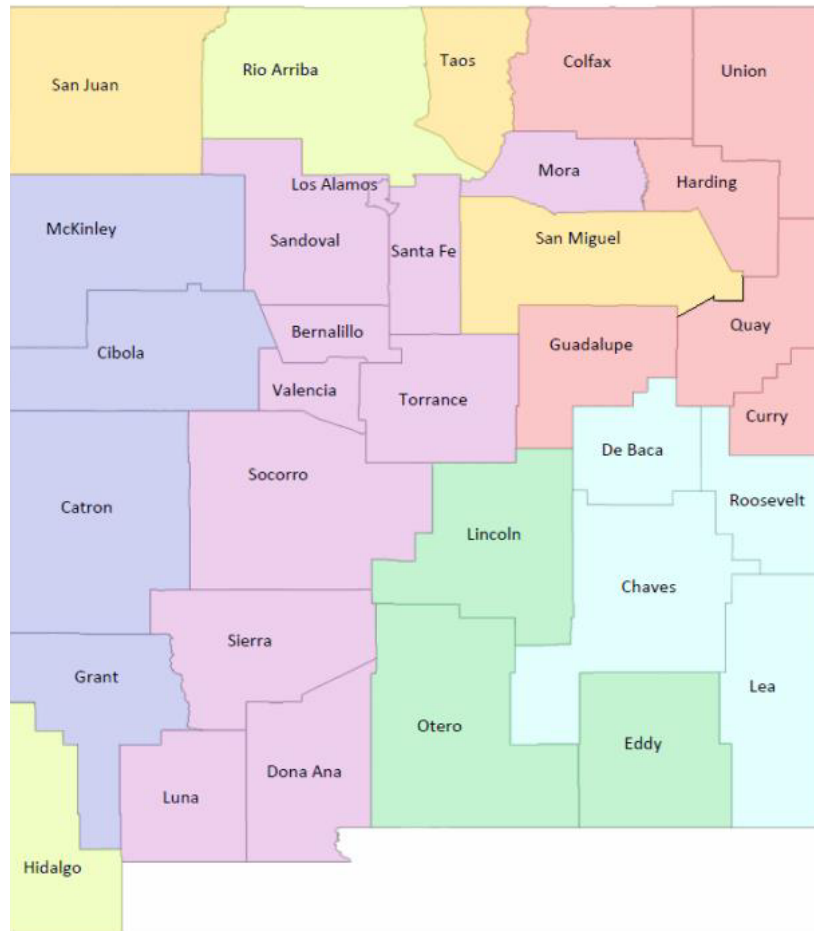 Taos
Colfax
Rio Arriba
Union
San Juan
Mora
Los Alamos
Harding
McKinley
Sandoval
San Miguel
Santa Fe
Quay
Bernalillo
Guadalupe
Cibola
Valencia
Torrance
Curry
De Baca
Socorro
Roosevelt
Catron
Lincoln
Chaves
Sierra
Grant
Lea
Otero
Eddy
Dona Ana
Luna
Hidalgo